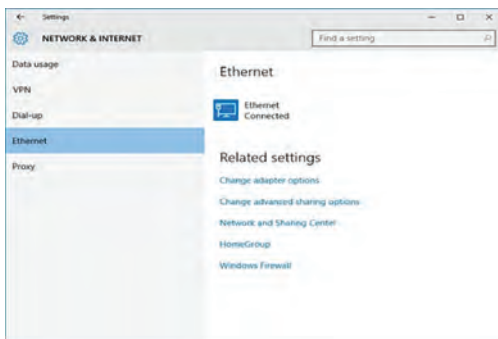 Settings
NETWORK & INTERNET
Find a setting
Data usage
VPN
Dial-up
Ethernet
Proxy
Ethernet
Ethernet
Connected
Related settings
Change adapter options
Change advanced sharing options
Network and Sharing Center
HomeGroup
Windows Firewall